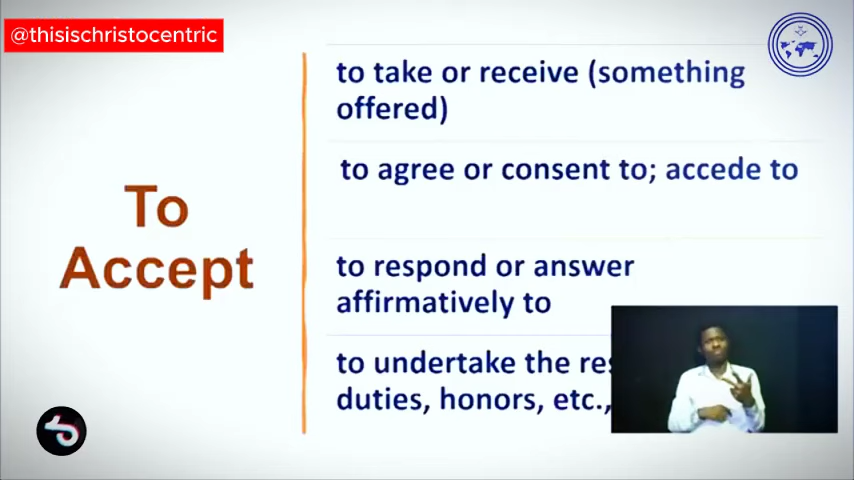 @thisischristocentric
To
Accept
to take or receive (something
offered)
to agree or consent to; accede to
to respond or answer
affirmatively to
to undertake the
duties, honors, etc.,